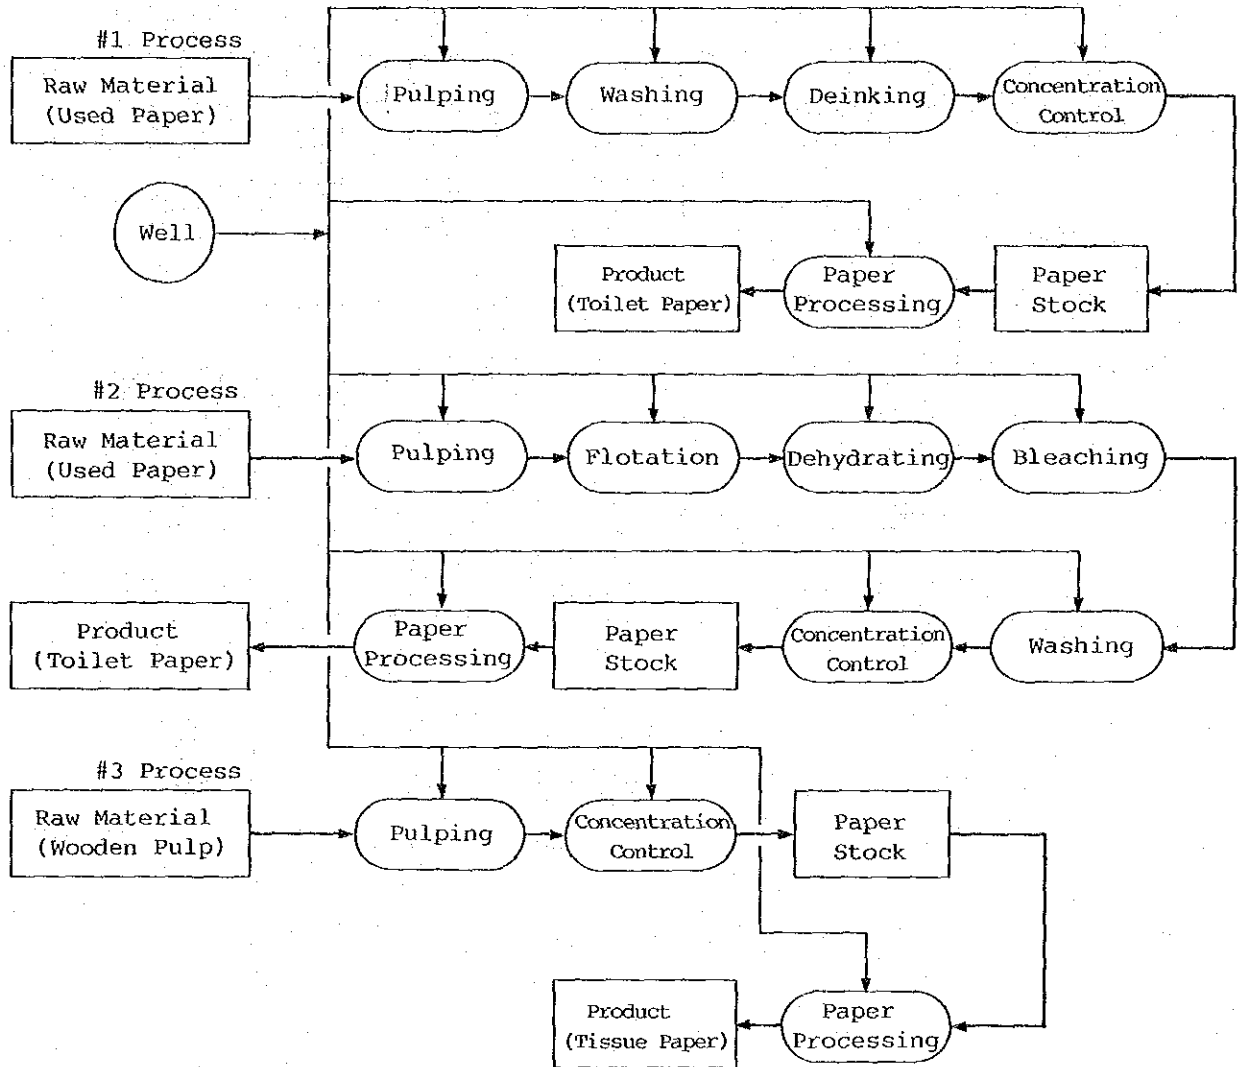 #1 Process
Raw Material
(Used Paper)
Pulping
Washing
Deinking
Concentration
Control
Well
Product
(Toilet Paper)
Paper
Processing
Paper
Stock
#2 Process
Raw Material
(Used Paper)
Pulping
Flotation
Dehydrating
Bleaching
Product
(Toilet Paper)
Paper
Processing
Paper
Stock
Concentration
Control
Washing
#3 Process
Raw Material
(Wooden Pulp)
Pulping
Concentration
Control
Paper
Stock
Product
(Tissue Paper)
Paper
Processing